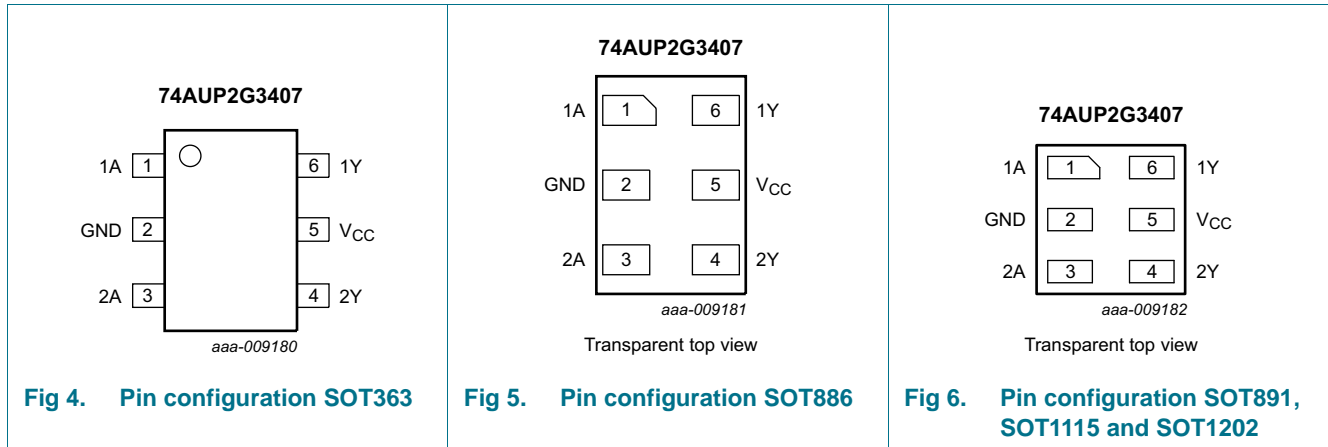 74AUP2G3407
1A 1 6 1Y
GND 2 5 VCC
2A 3 4 2Y
aaa-009180
Fig 4. Pin configuration SOT363
74AUP2G3407
1A 1 6 1Y
GND 2 5 VCC
2A 3 4 2Y
aaa-009181
Transparent top view
Fig 5. Pin configuration SOT886
74AUP2G3407
1A 1 6 1Y
GND 2 5 VCC
2A 3 4 2Y
aaa-009182
Transparent top view
Fig 6. Pin configuration SOT891,
SOT1115 and SOT1202